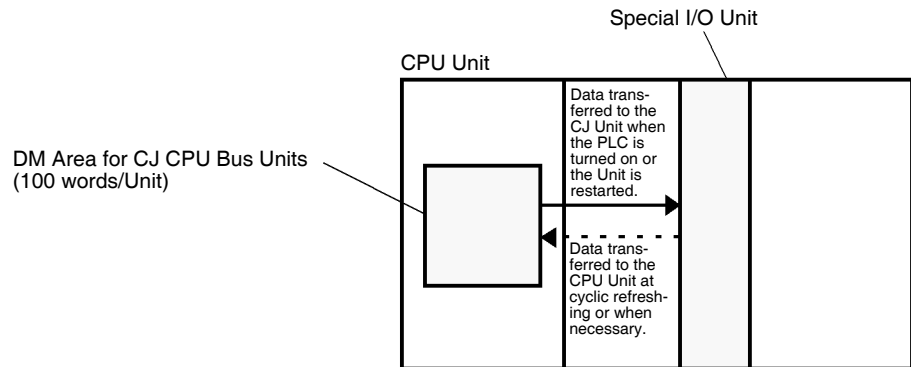 Special I/O Unit
CPU Unit
Data trans-
ferred to the
CJ Unit when
the PLC is
turned on or
the Unit is
restarted.
DM Area for CJ CPU Bus Units
(100 words/Unit)
Data trans-
ferred to the
CPU Unit at
cyclic refresh-
ing or when
necessary.